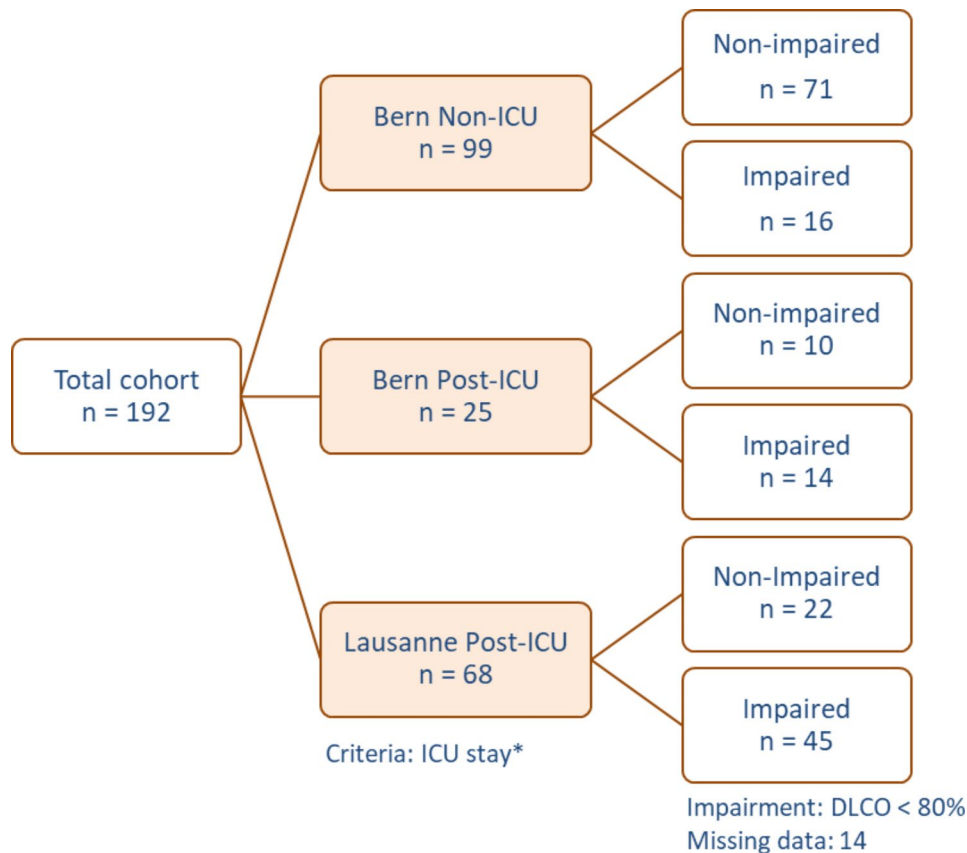 Total cohort
n = 192
Bern Non-ICU
n = 99
Non-impaired
n = 71
Impaired
n = 16
Bern Post-ICU
n = 25
Non-impaired
n = 10
Impaired
n = 14
Lausanne Post-ICU
n = 68
Non-Impaired
n = 22
Impaired
n = 45
Criteria: ICU stay*
Impairment: DLCO < 80%
Missing data: 14